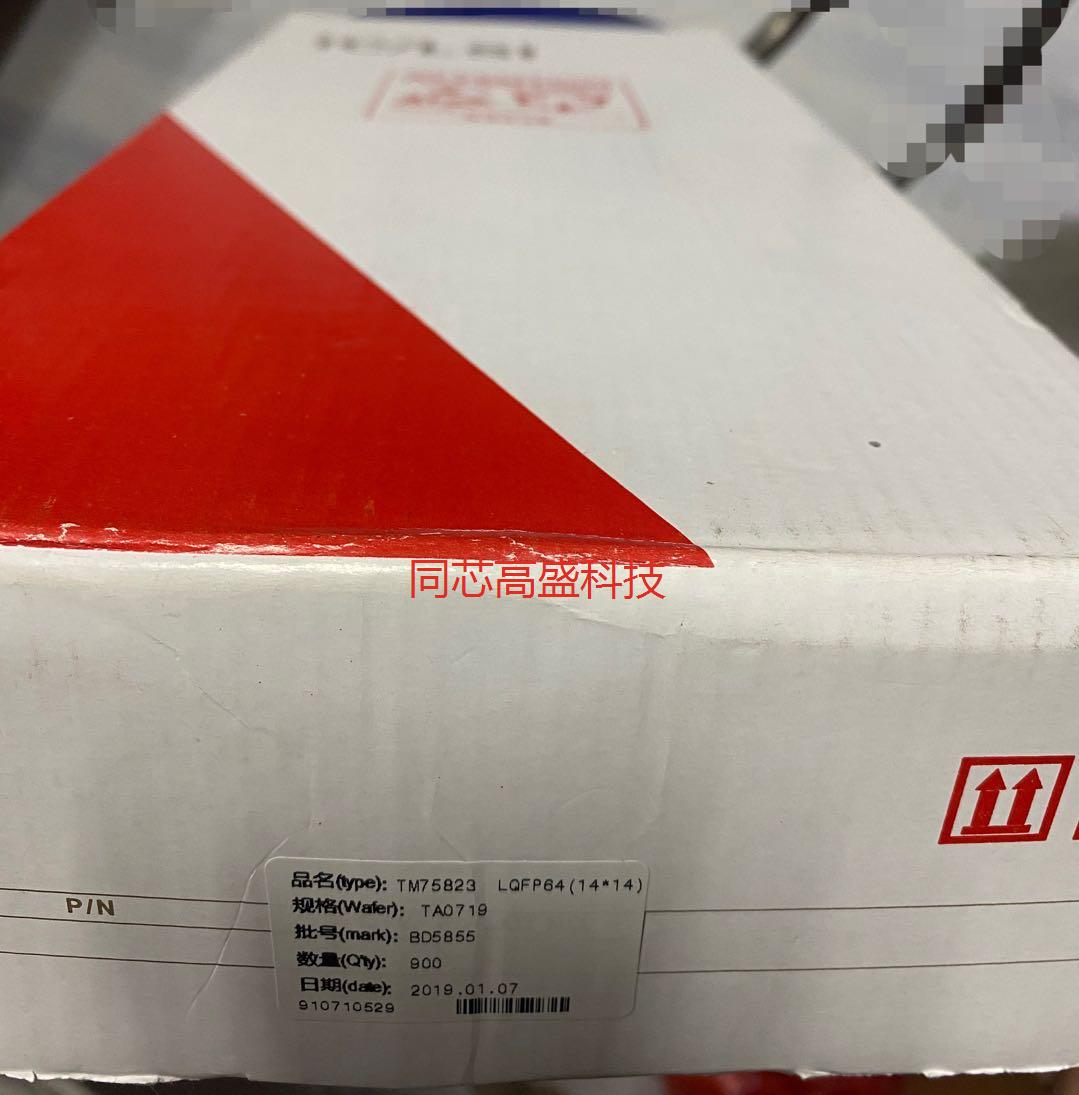 同芯高盛科技
P/N
品名(type): TM75823 LQFP64(14*14)
规格(Wafer): TA0719
批号(mark): BD5855
数量(Q'ty): 900
日期(date): 2019.01.07
910710529